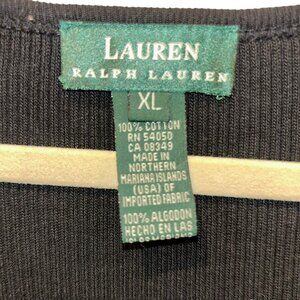 LAUREN
RALPH LAUREN
XL
100% COTTON
RN 54050
CA 08349
MADE IN
NORTHERN
MARIANA ISLANDS
(USA) OF
IMPORTED FABRIC
100% ALGODON
HECHO EN LAS